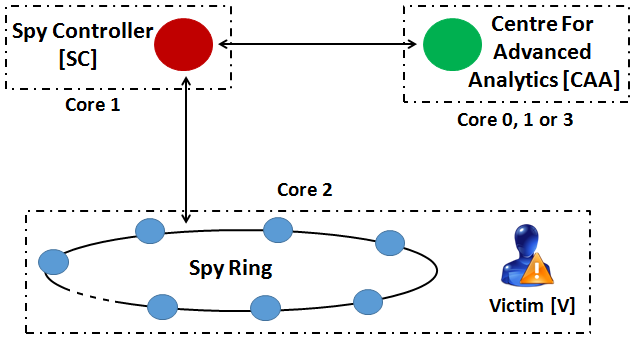 Spy Controller
[SC]
Core 1
Centre For
Advanced
Analytics [CAA]
Core 0, 1 or 3
Core 2
Spy Ring
Victim [V]